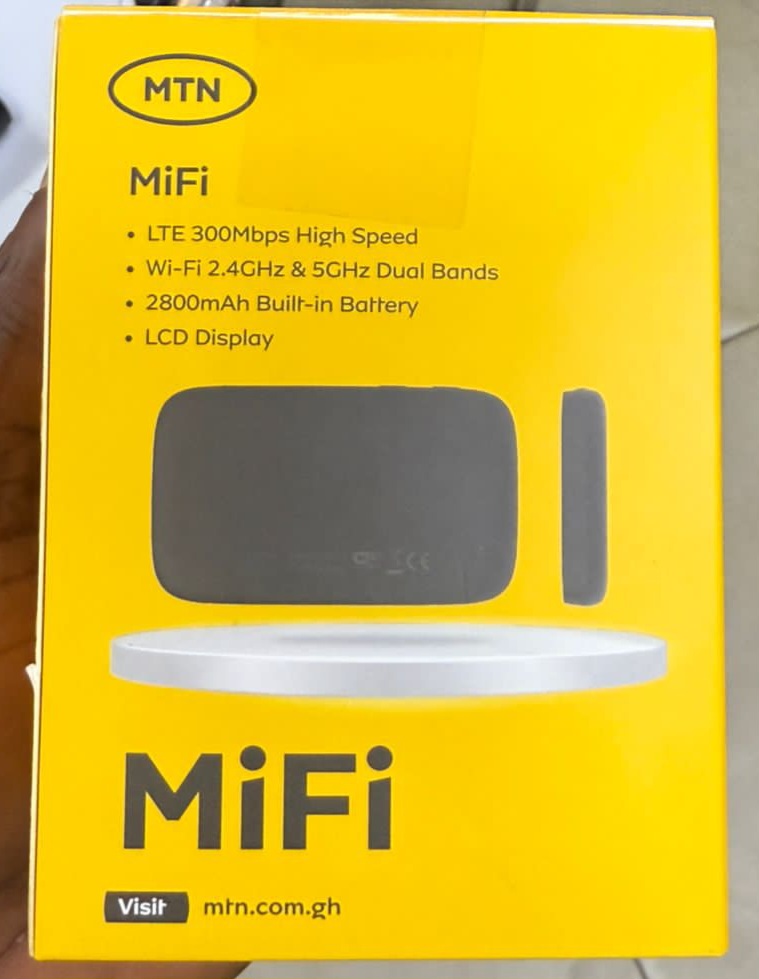 MTN
MiFi
• LTE 300Mbps High Speed
• Wi-Fi 2.4GHz & 5GHz Dual Bands
• 2800mAh Built-in Battery
• LCD Display
MiFi
Visit mtn.com.gh